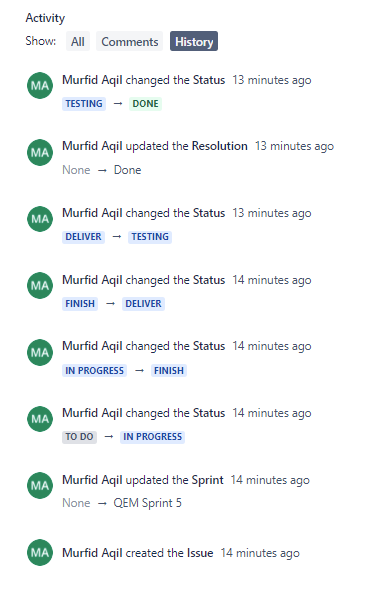 Activity
Show: All Comments History
MA Murfid Aqil changed the Status 13 minutes ago
TESTING → DONE
MA Murfid Aqil updated the Resolution 13 minutes ago
None → Done
MA Murfid Aqil changed the Status 13 minutes ago
DELIVER → TESTING
MA Murfid Aqil changed the Status 14 minutes ago
FINISH → DELIVER
MA Murfid Aqil changed the Status 14 minutes ago
IN PROGRESS → FINISH
MA Murfid Aqil changed the Status 14 minutes ago
TO DO → IN PROGRESS
MA Murfid Aqil updated the Sprint 14 minutes ago
None → QEM Sprint 5
MA Murfid Aqil created the Issue 14 minutes ago